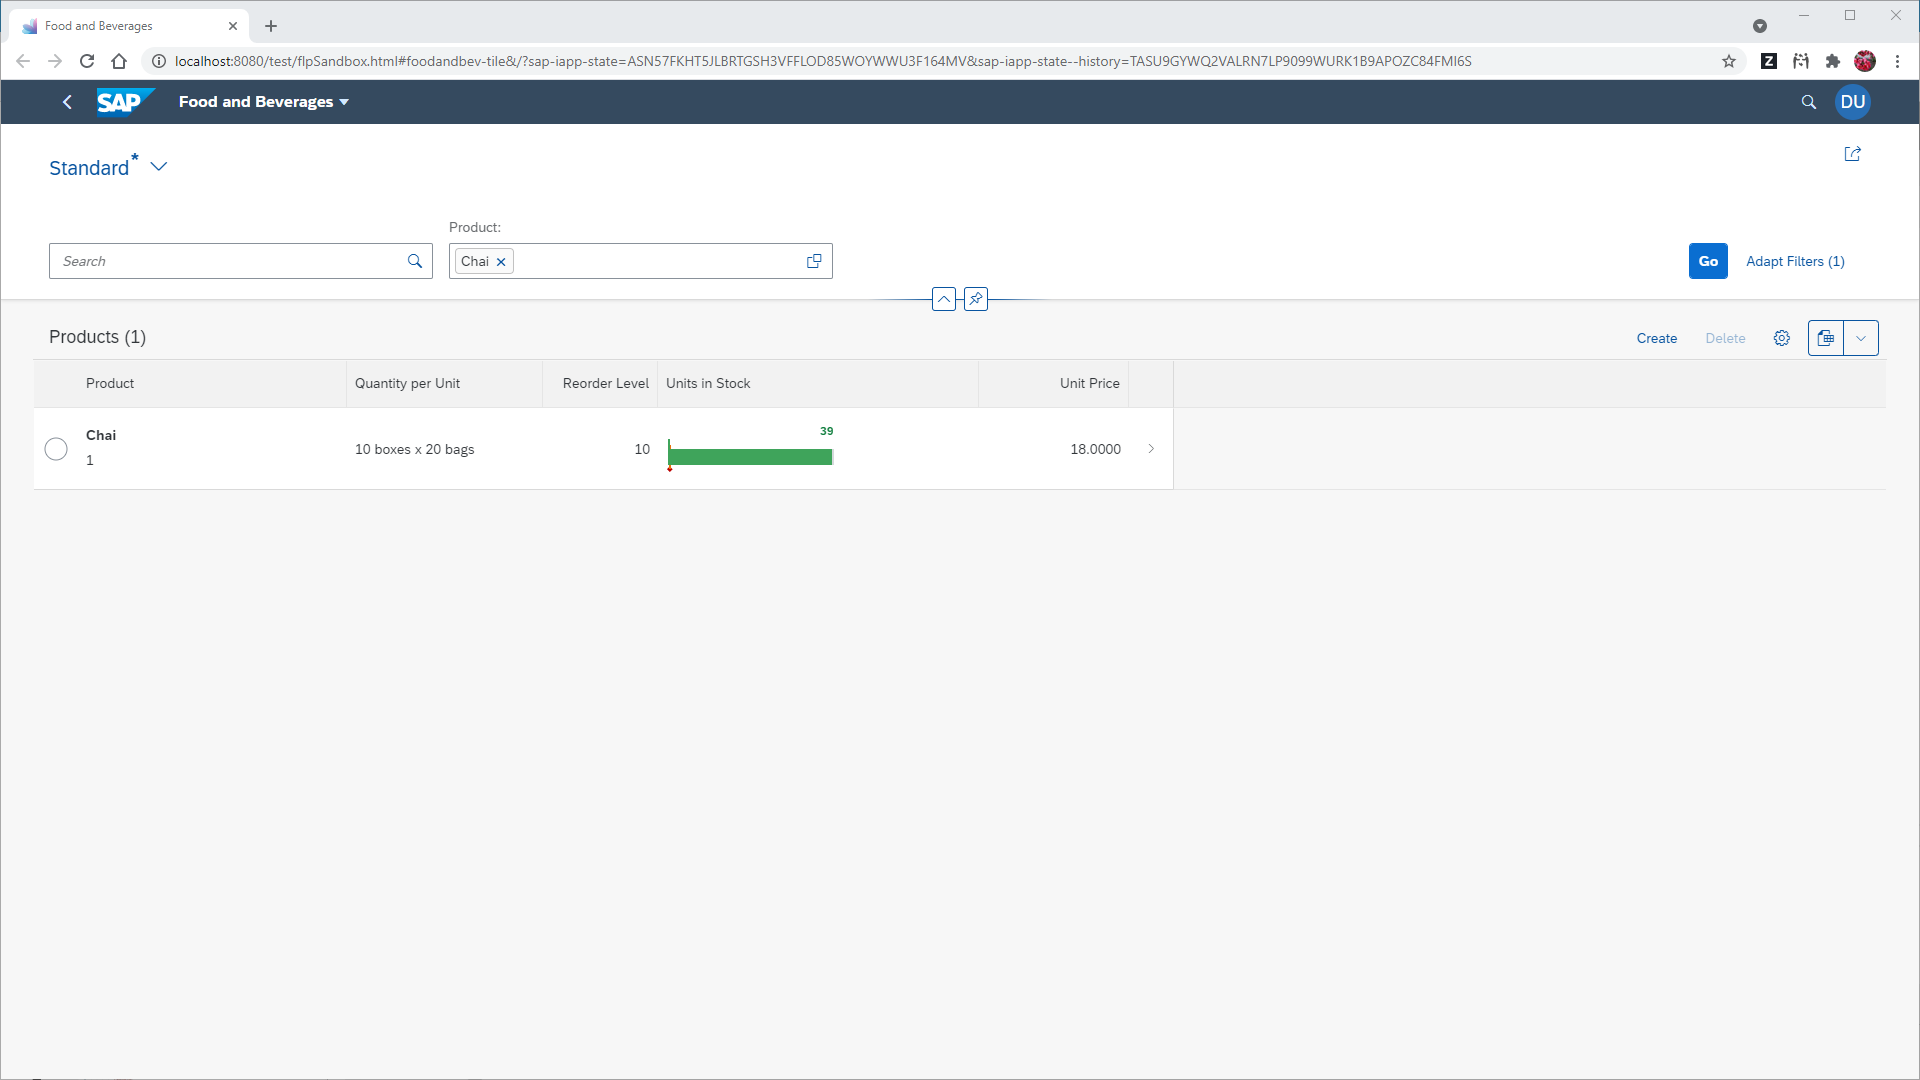 Food and Beverages
localhost:8080/test/flpSandbox.html#foodandbev-tile&/?sap-iapp-state=ASN57FKHT5JLBRTGSH3VFFLOD85WOYWWU3F164MV&sap-iapp-state--history=TASU9GYWQ2VALRN7LP9099WURK1B9APOZC84FMI6S
Z
SAP Food and Beverages DU
Standard*
Product:
Search Chai Go Adapt Filters (1)
Products (1) Create Delete
Product Quantity per Unit Reorder Level Units in Stock Unit Price
Chai 39
10 boxes x 20 bags 10 18.0000
1